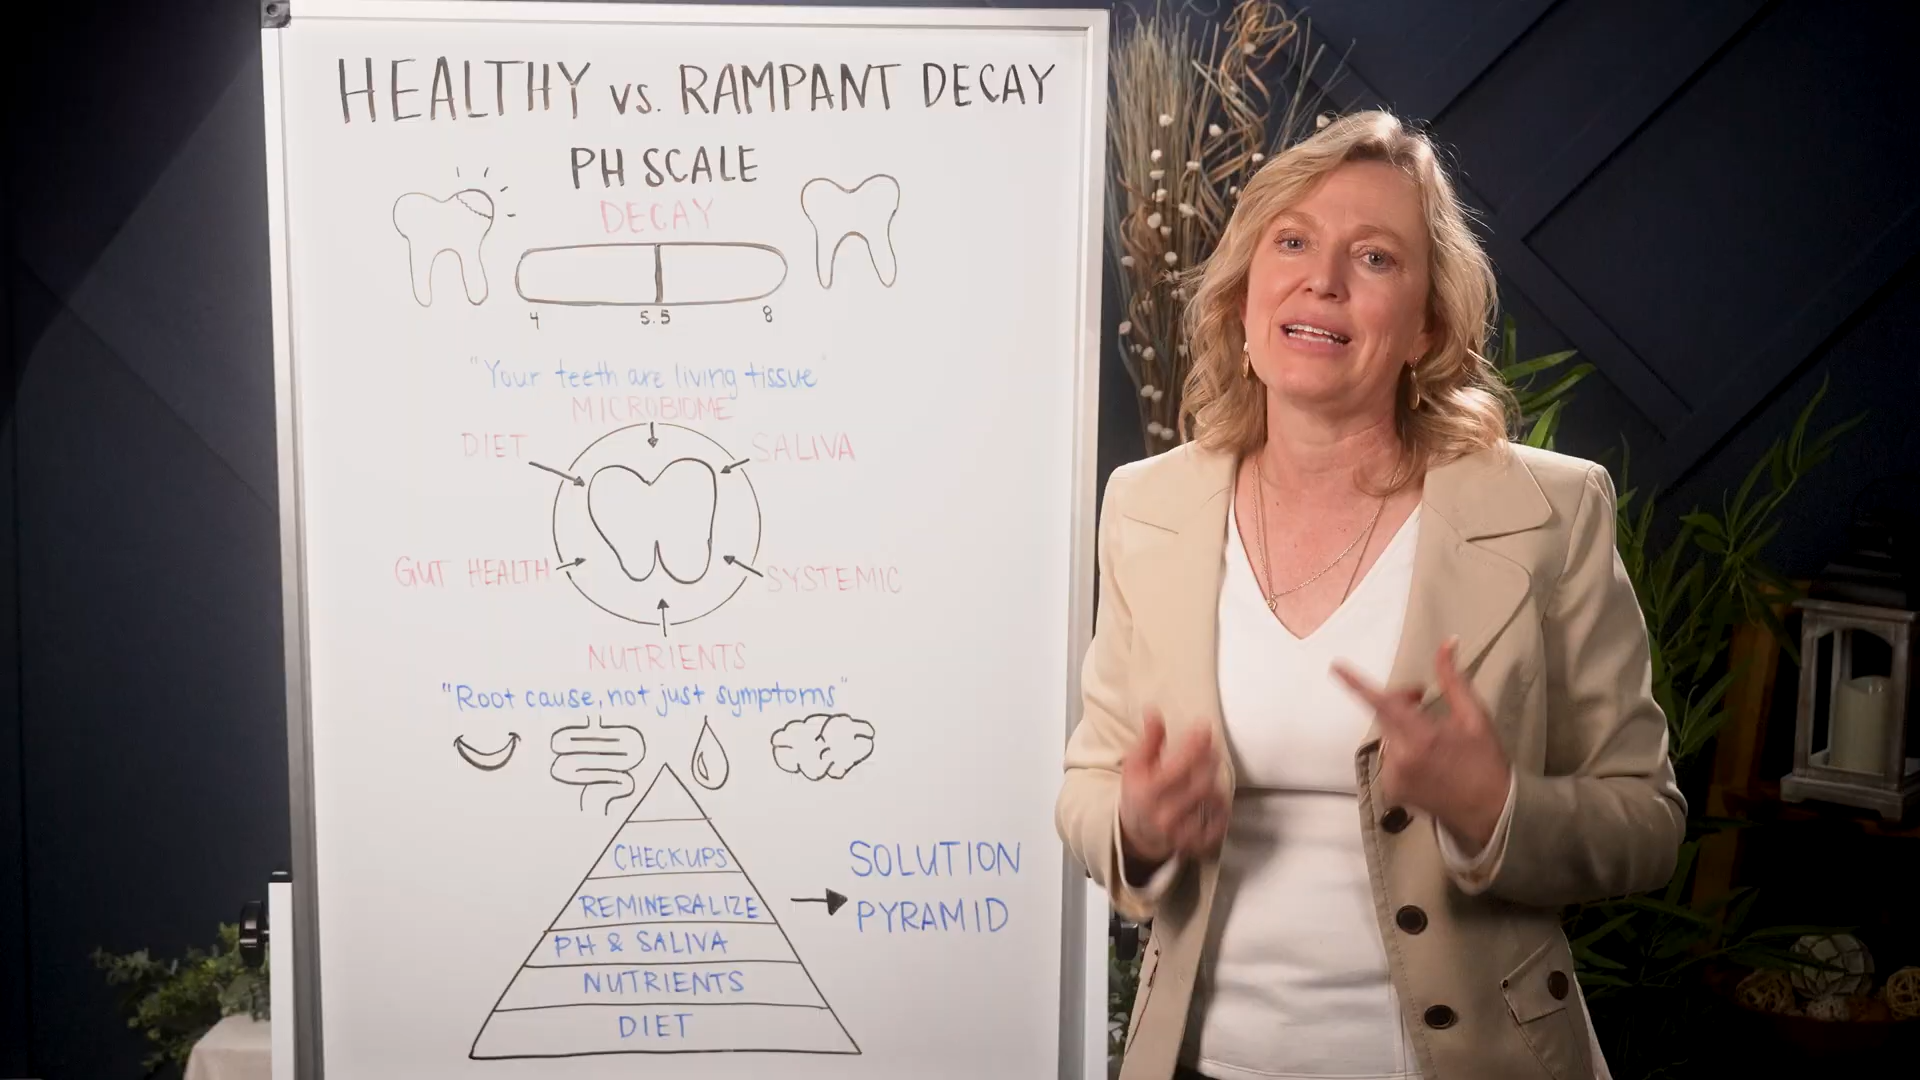 HEALTHY vs. RAMPANT DECAY
PH SCALE
DECAY
4 5.5 8
"Your teeth are living tissue"
MICROBIOME
DIET SALIVA
GUT HEALTH SYSTEMIC
NUTRIENTS
"Root cause, not just symptoms"
CHECKUPS
REMINERALIZE
PH & SALIVA
NUTRIENTS
DIET
SOLUTION
PYRAMID